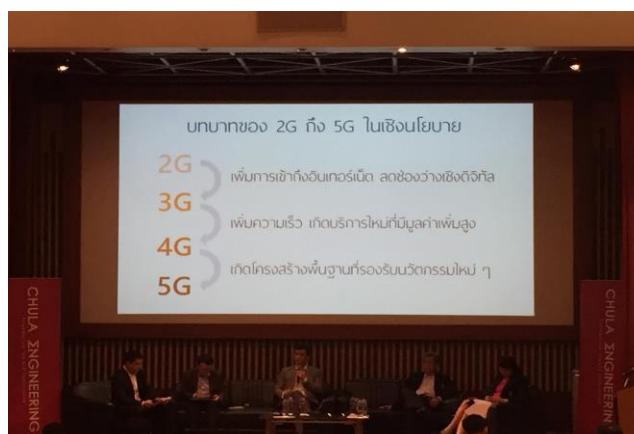 บทบาทของ 2G ถึง 5G ในเชิงนโยบาย
2G
เพิ่มการเข้าถึงอินเทอร์เน็ต ลดช่องว่างเชิงดิจิทัล
3G
เพิ่มความเร็ว เกิดบริการใหม่ที่มีมูลค่าเพิ่มสูง
4G
เกิดโครงสร้างพื้นฐานที่รองรับนวัตกรรมใหม่ ๆ
5G
CHULA ΣNGINEERING
CHULA ΣNGINEERING